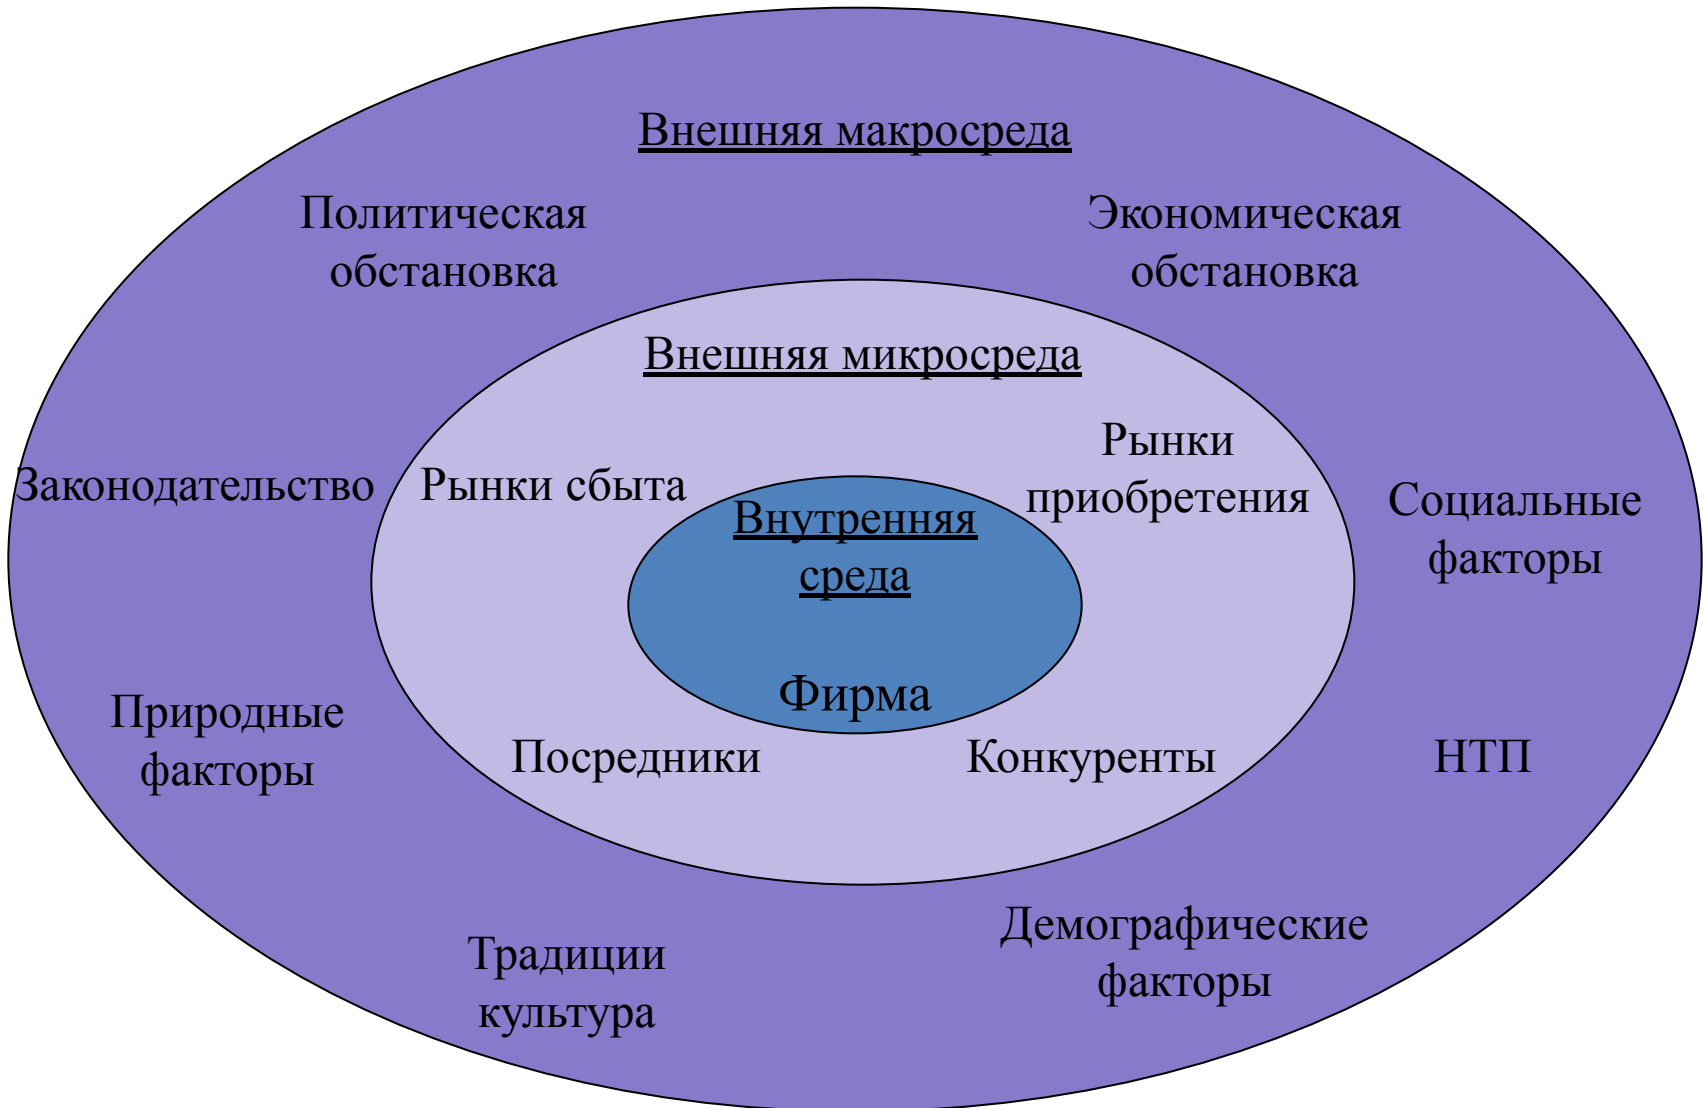 Внешняя макросреда
Политическая
обстановка
Экономическая
обстановка
Внешняя микросреда
Законодательство
Рынки сбыта
Рынки
приобретения
Социальные
факторы
Внутренняя
среда
Фирма
Природные
факторы
Посредники
Конкуренты
НТП
Традиции
культура
Демографические
факторы